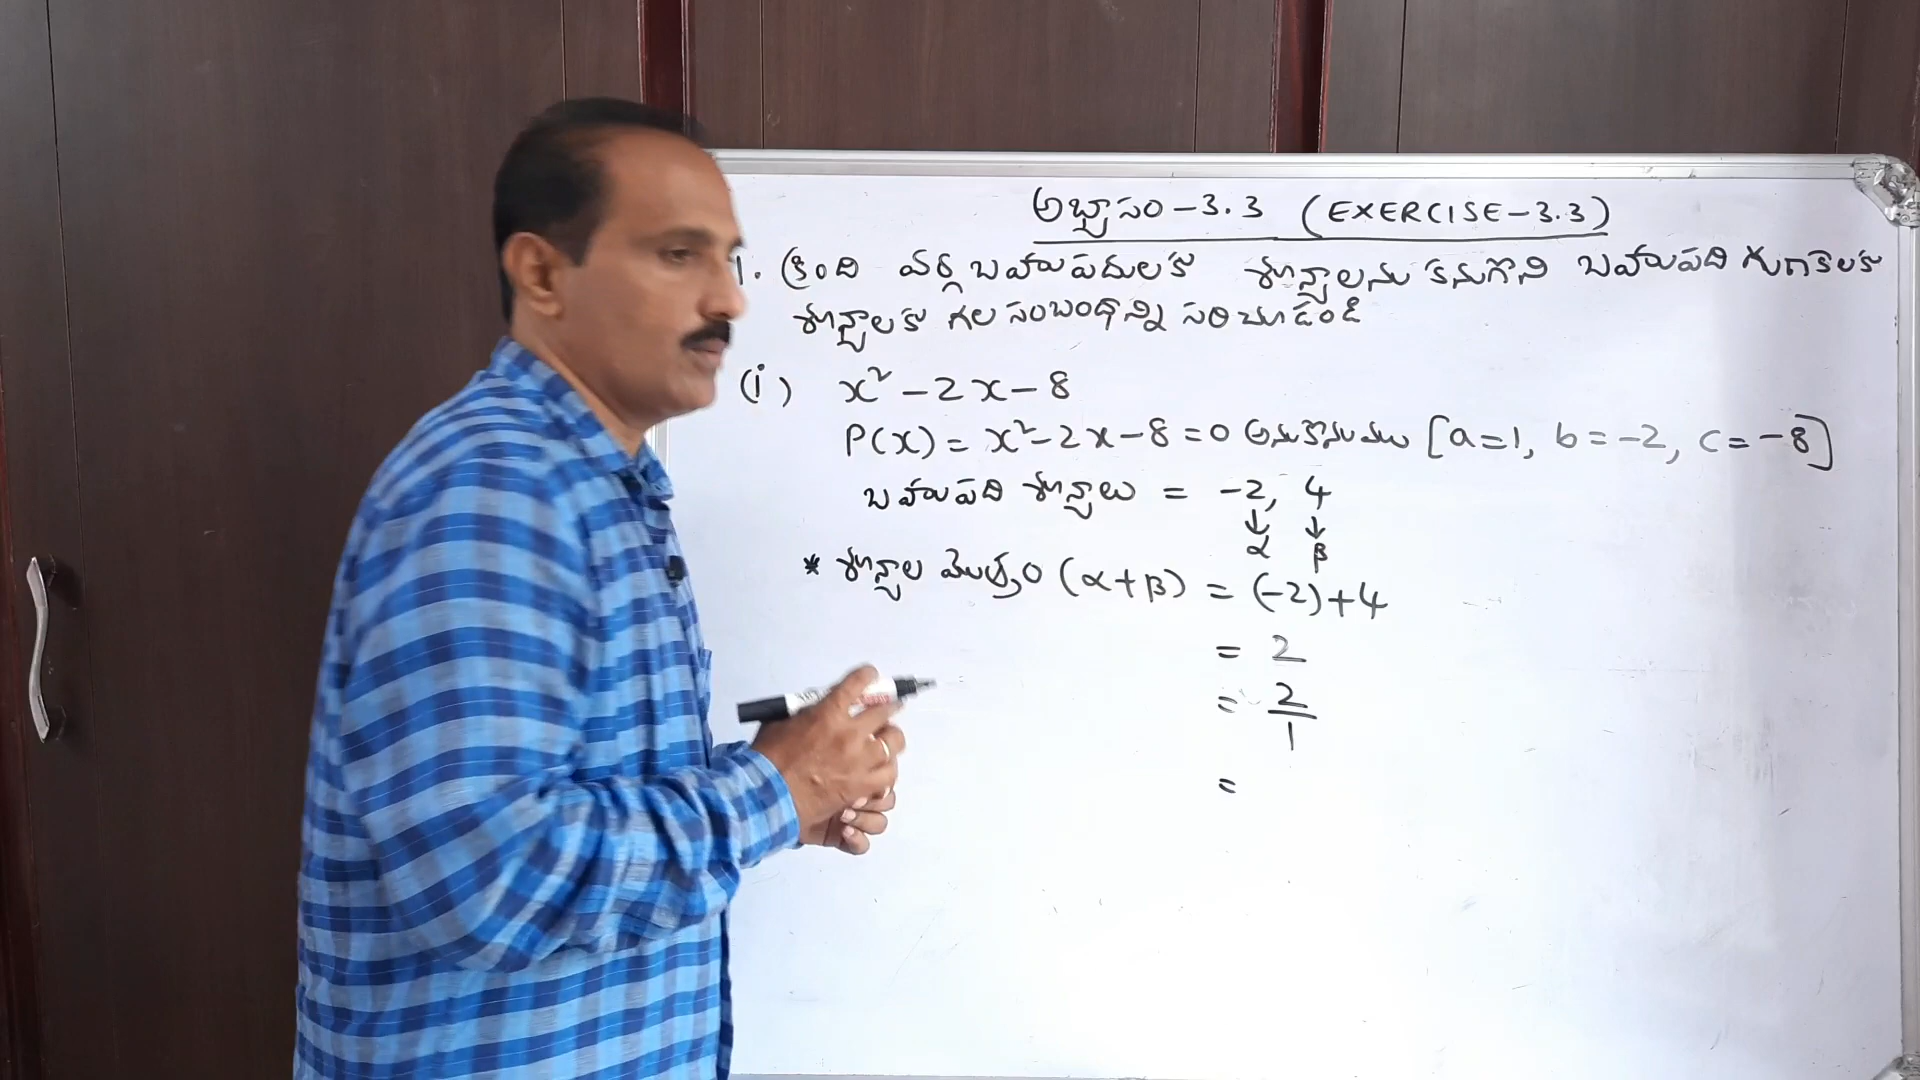 అభ్యాసం - 3.3 (EXERCISE - 3.3)
1. క్రింది వర్గ బహుపదులకు శూన్యాలను కనుగొని బహుపది గుణకాలకు
శూన్యాలకు గల సంబంధాన్ని సరిచూడండి
(i) x² - 2x - 8
P(x) = x² - 2x - 8 = 0 అనుకొనుము [a=1, b = -2, c = -8]
బహుపది శూన్యాలు = -2, 4
↓ ↓
α β
* శూన్యాల మొత్తం (α+β) = (-2)+4
= 2
= 2/1
=